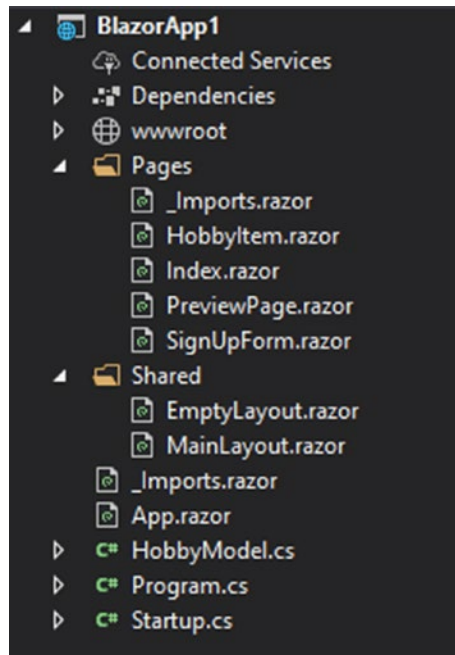 BlazorApp1
Connected Services
Dependencies
wwwroot
Pages
_Imports.razor
HobbyItem.razor
Index.razor
PreviewPage.razor
SignUpForm.razor
Shared
EmptyLayout.razor
MainLayout.razor
_Imports.razor
App.razor
C# HobbyModel.cs
C# Program.cs
C# Startup.cs